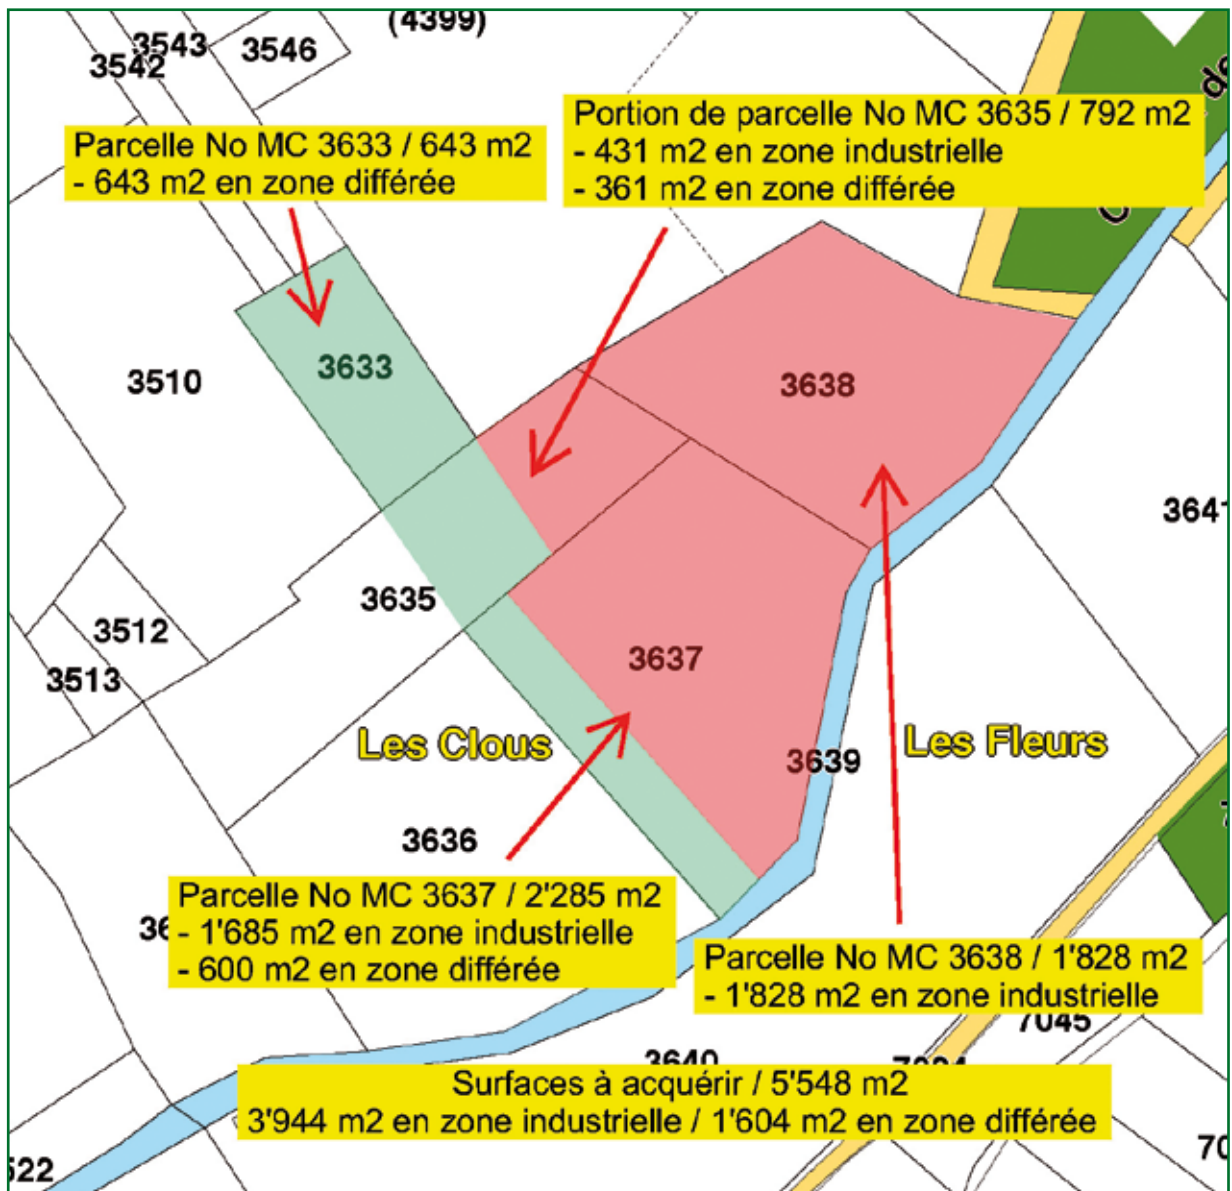 (4399)
3543
3546
3542
de
Portion de parcelle No MC 3635 / 792 m2
- 431 m2 en zone industrielle
- 361 m2 en zone différée
Parcelle No MC 3633 / 643 m2
- 643 m2 en zone différée
3633
3510
3638
3641
3635
3512
3637
3513
Les Clous
Les Fleurs
3639
3636
Parcelle No MC 3637 / 2'285 m2
- 1'685 m2 en zone industrielle
- 600 m2 en zone différée
Parcelle No MC 3638 / 1'828 m2
- 1'828 m2 en zone industrielle
7045
3640
Surfaces à acquérir / 5'548 m2
3'944 m2 en zone industrielle / 1'604 m2 en zone différée